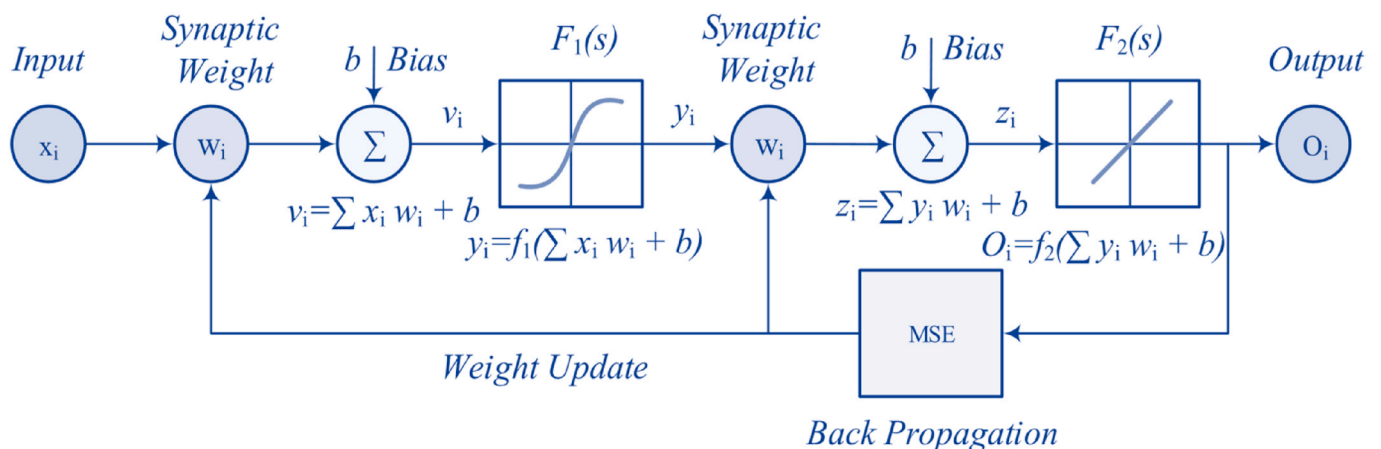 Input
Synaptic
Weight
b
Bias
F₁(s)
Synaptic
Weight
b
Bias
F₂(s)
Output
xᵢ
wᵢ
Σ
vᵢ
yᵢ
wᵢ
Σ
zᵢ
Oᵢ
vᵢ=∑ xᵢ wᵢ + b
yᵢ=f₁(∑ xᵢ wᵢ + b)
zᵢ=∑ yᵢ wᵢ + b
Oᵢ=f₂(∑ yᵢ wᵢ + b)
MSE
Weight Update
Back Propagation